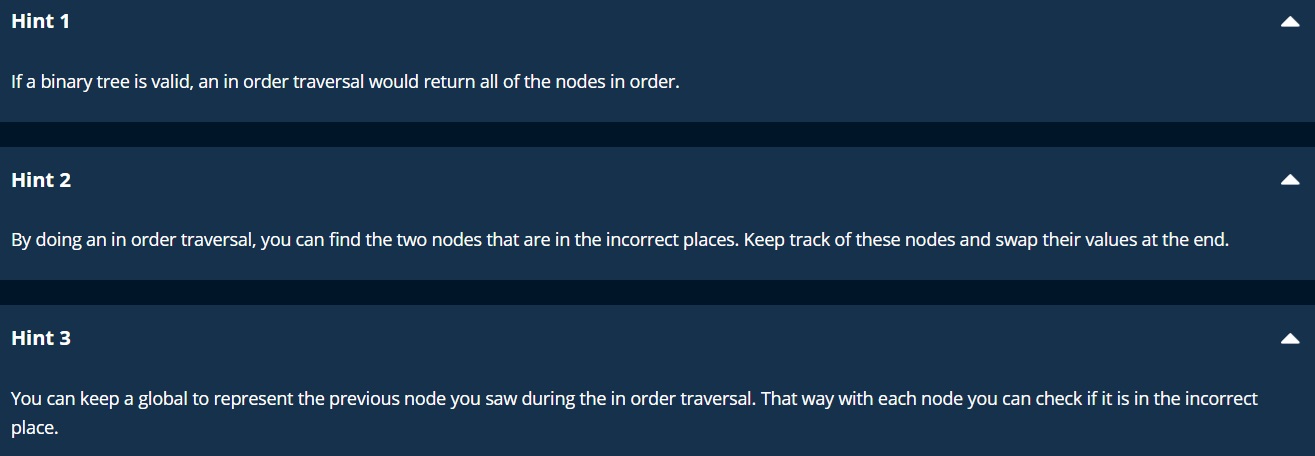 Hint 1
If a binary tree is valid, an in order traversal would return all of the nodes in order.
Hint 2
By doing an in order traversal, you can find the two nodes that are in the incorrect places. Keep track of these nodes and swap their values at the end.
Hint 3
You can keep a global to represent the previous node you saw during the in order traversal. That way with each node you can check if it is in the incorrect
place.